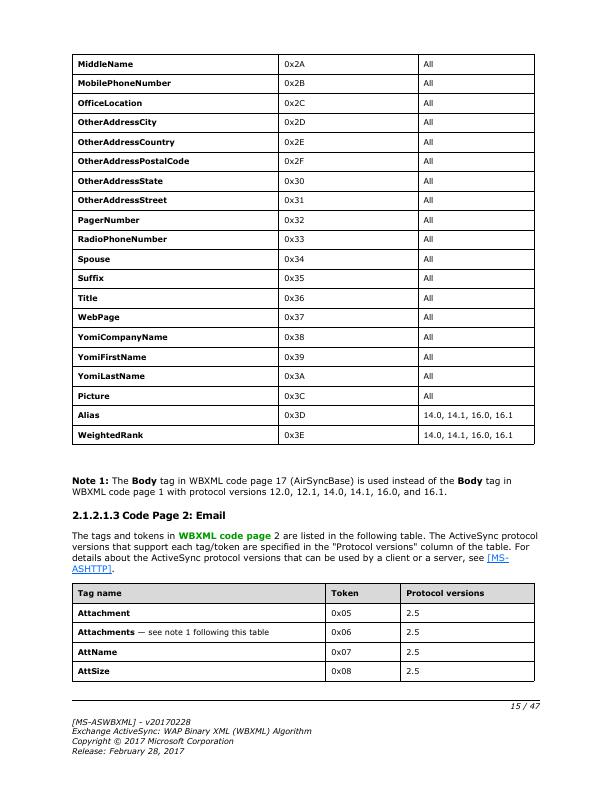 MiddleName 0x2A All
MobilePhoneNumber 0x2B All
OfficeLocation 0x2C All
OtherAddressCity 0x2D All
OtherAddressCountry 0x2E All
OtherAddressPostalCode 0x2F All
OtherAddressState 0x30 All
OtherAddressStreet 0x31 All
PagerNumber 0x32 All
RadioPhoneNumber 0x33 All
Spouse 0x34 All
Suffix 0x35 All
Title 0x36 All
WebPage 0x37 All
YomiCompanyName 0x38 All
YomiFirstName 0x39 All
YomiLastName 0x3A All
Picture 0x3C All
Alias 0x3D 14.0, 14.1, 16.0, 16.1
WeightedRank 0x3E 14.0, 14.1, 16.0, 16.1
Note 1: The Body tag in WBXML code page 17 (AirSyncBase) is used instead of the Body tag in
WBXML code page 1 with protocol versions 12.0, 12.1, 14.0, 14.1, 16.0, and 16.1.
2.1.2.1.3 Code Page 2: Email
The tags and tokens in WBXML code page 2 are listed in the following table. The ActiveSync protocol
versions that support each tag/token are specified in the "Protocol versions" column of the table. For
details about the ActiveSync protocol versions that can be used by a client or a server, see [MS-
ASHTTP].
Tag name Token Protocol versions
Attachment 0x05 2.5
Attachments — see note 1 following this table 0x06 2.5
AttName 0x07 2.5
AttSize 0x08 2.5
15 / 47
[MS-ASWBXML] - v20170228
Exchange ActiveSync: WAP Binary XML (WBXML) Algorithm
Copyright © 2017 Microsoft Corporation
Release: February 28, 2017